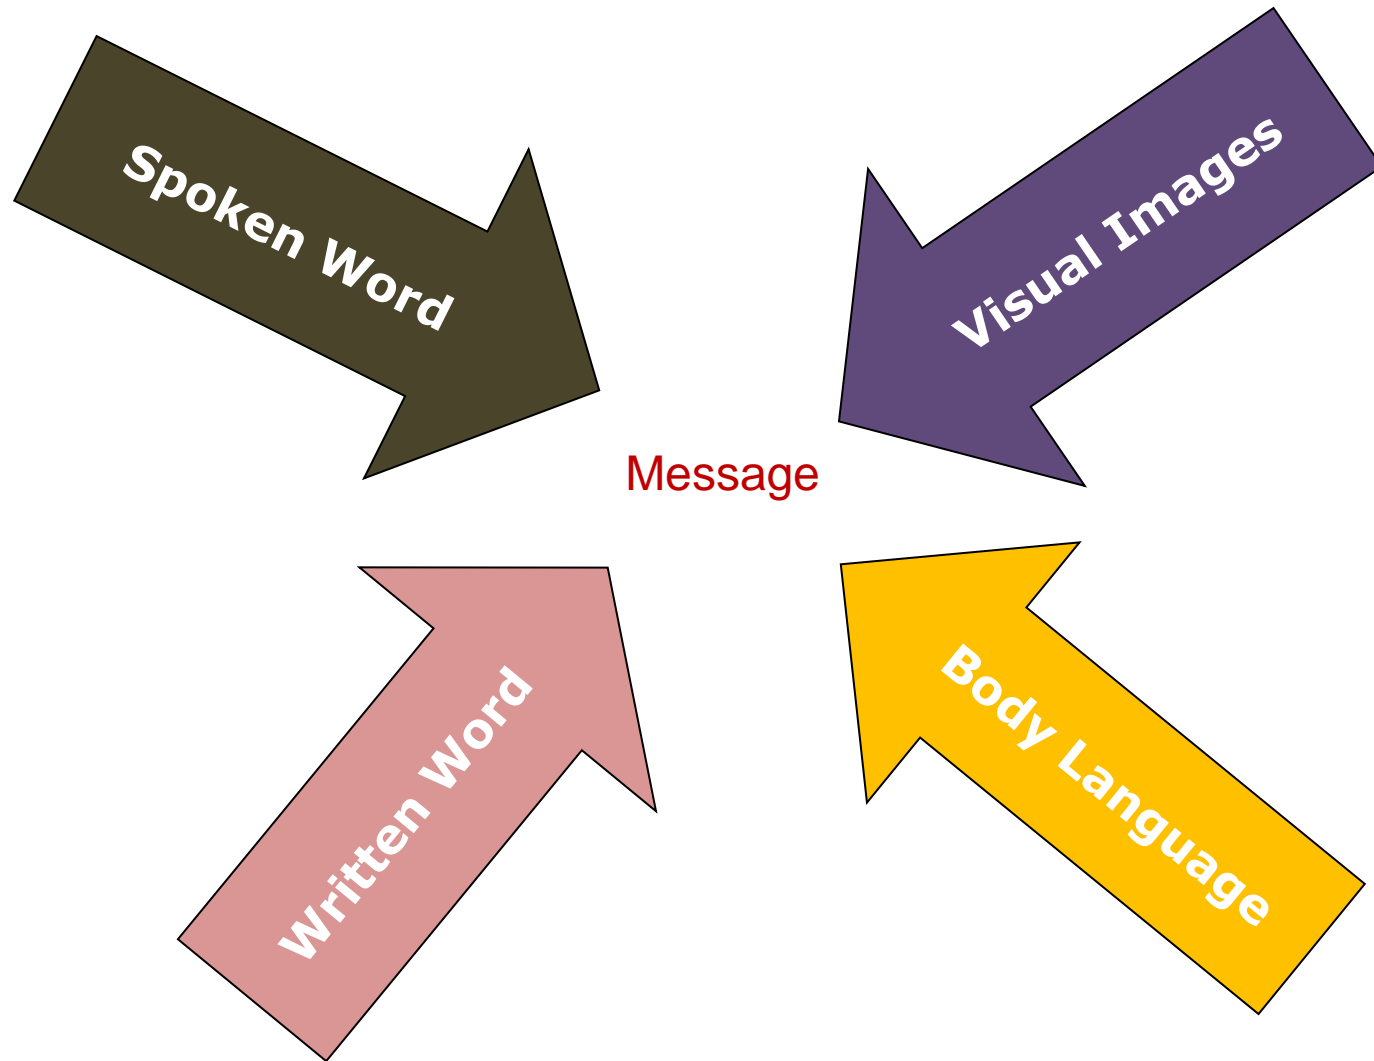 Spoken Word
Visual Images
Message
Written Word
Body Language